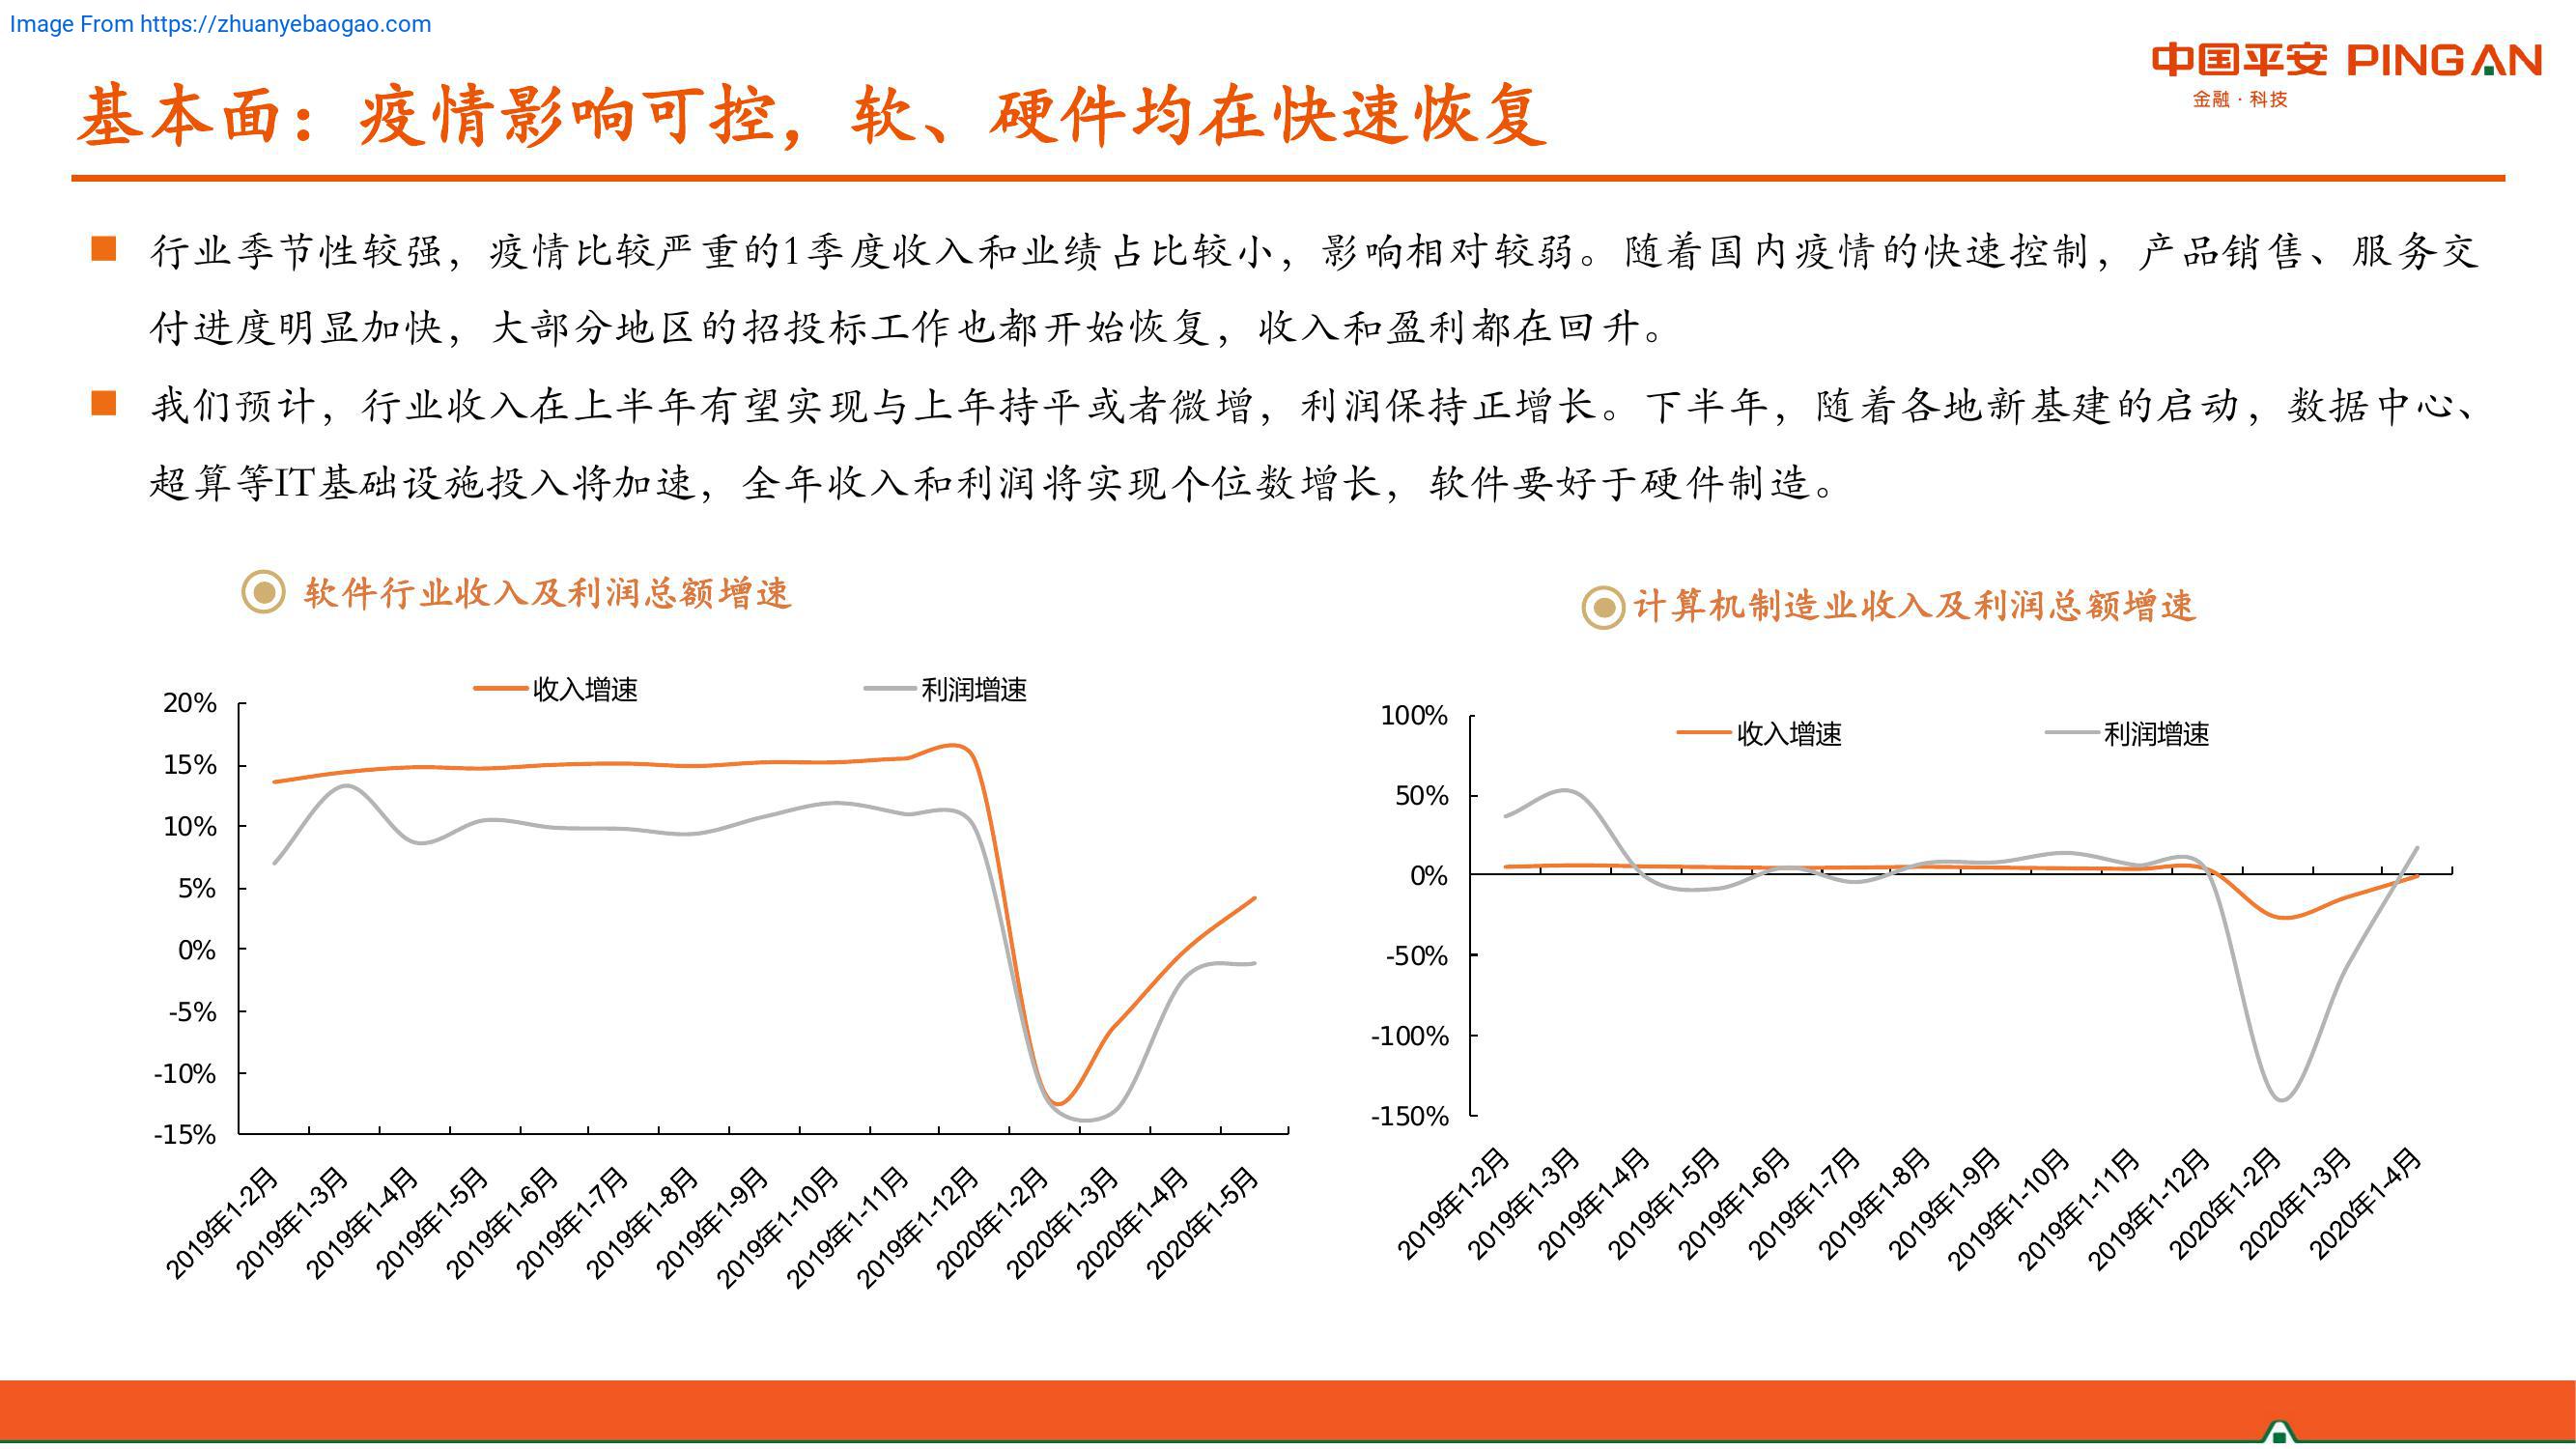 Image From https://zhuanyebaogao.com
中国平安 PINGAN
金融·科技
基本面：疫情影响可控，软、硬件均在快速恢复
行业季节性较强，疫情比较严重的1季度收入和业绩占比较小，影响相对较弱。随着国内疫情的快速控制，产品销售、服务交
付进度明显加快，大部分地区的招投标工作也都开始恢复，收入和盈利都在回升。
我们预计，行业收入在上半年有望实现与上年持平或者微增，利润保持正增长。下半年，随着各地新基建的启动，数据中心、
超算等IT基础设施投入将加速，全年收入和利润将实现个位数增长，软件要好于硬件制造。
软件行业收入及利润总额增速
收入增速
利润增速
20%
15%
10%
5%
0%
-5%
-10%
-15%
2019年1-2月
2019年1-3月
2019年1-4月
2019年1-5月
2019年1-6月
2019年1-7月
2019年1-8月
2019年1-9月
2019年1-10月
2019年1-11月
2019年1-12月
2020年1-2月
2020年1-3月
2020年1-4月
2020年1-5月
计算机制造业收入及利润总额增速
收入增速
利润增速
100%
50%
0%
-50%
-100%
-150%
2019年1-2月
2019年1-3月
2019年1-4月
2019年1-5月
2019年1-6月
2019年1-7月
2019年1-8月
2019年1-9月
2019年1-10月
2019年1-11月
2019年1-12月
2020年1-2月
2020年1-3月
2020年1-4月